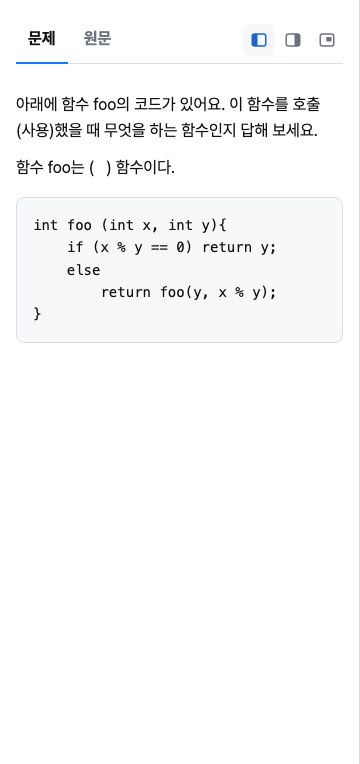 문제 원문
아래에 함수 foo의 코드가 있어요. 이 함수를 호출
(사용)했을 때 무엇을 하는 함수인지 답해 보세요.
함수 foo는 (   ) 함수이다.
int foo (int x, int y){
    if (x % y == 0) return y;
    else
        return foo(y, x % y);
}